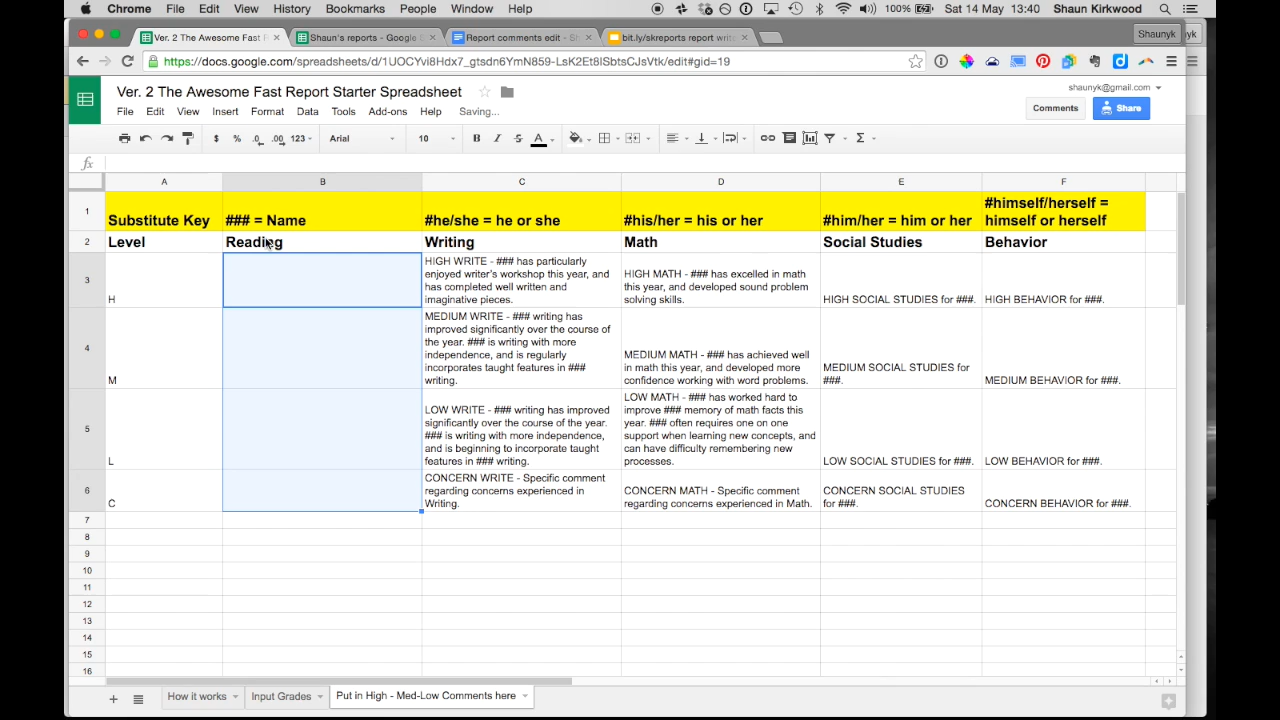 Chrome File Edit View History Bookmarks People Window Help 100% Sat 14 May 13:40 Shaun Kirkwood
Ver. 2 The Awesome Fast R Shaun's reports - Google Report comments edit - Sh bit.ly/skreports report write Shaunyk yk
https://docs.google.com/spreadsheets/d/1UOCYvi8Hdx7_gtsdn6YmN859-LsK2Et8ISbtsCJsVtk/edit#gid=19
Ver. 2 The Awesome Fast Report Starter Spreadsheet
shaunyk@gmail.com
File Edit View Insert Format Data Tools Add-ons Help Saving...
Comments Share
$ % .0 .00 123 Arial 10 B I S A
fx
A B C D E F
1 Substitute Key ### = Name #he/she = he or she #his/her = his or her #him/her = him or her #himself/herself =
himself or herself
2 Level Reading Writing Math Social Studies Behavior
3 H
HIGH WRITE - ### has particularly
enjoyed writer's workshop this year, and
has completed well written and
imaginative pieces.
HIGH MATH - ### has excelled in math
this year, and developed sound problem
solving skills.
HIGH SOCIAL STUDIES for ###.
HIGH BEHAVIOR for ###.
4 M
MEDIUM WRITE - ### writing has
improved significantly over the course of
the year. ### is writing with more
independence, and is regularly
incorporates taught features in ###
writing.
MEDIUM MATH - ### has achieved well
in math this year, and developed more
confidence working with word problems.
MEDIUM SOCIAL STUDIES for
###.
MEDIUM BEHAVIOR for ###.
5 L
LOW WRITE - ### writing has improved
significantly over the course of the year.
### is writing with more independence,
and is beginning to incorporate taught
features in ### writing.
LOW MATH - ### has worked hard to
improve ### memory of math facts this
year. ### often requires one on one
support when learning new concepts, and
can have difficulty remembering new
processes.
LOW SOCIAL STUDIES for ###.
LOW BEHAVIOR for ###.
6 C
CONCERN WRITE - Specific comment
regarding concerns experienced in
Writing.
CONCERN MATH - Specific comment
regarding concerns experienced in Math.
CONCERN SOCIAL STUDIES
for ###.
CONCERN BEHAVIOR for ###.
7
8
9
10
11
12
13
14
15
16
How it works Input Grades Put in High - Med-Low Comments here